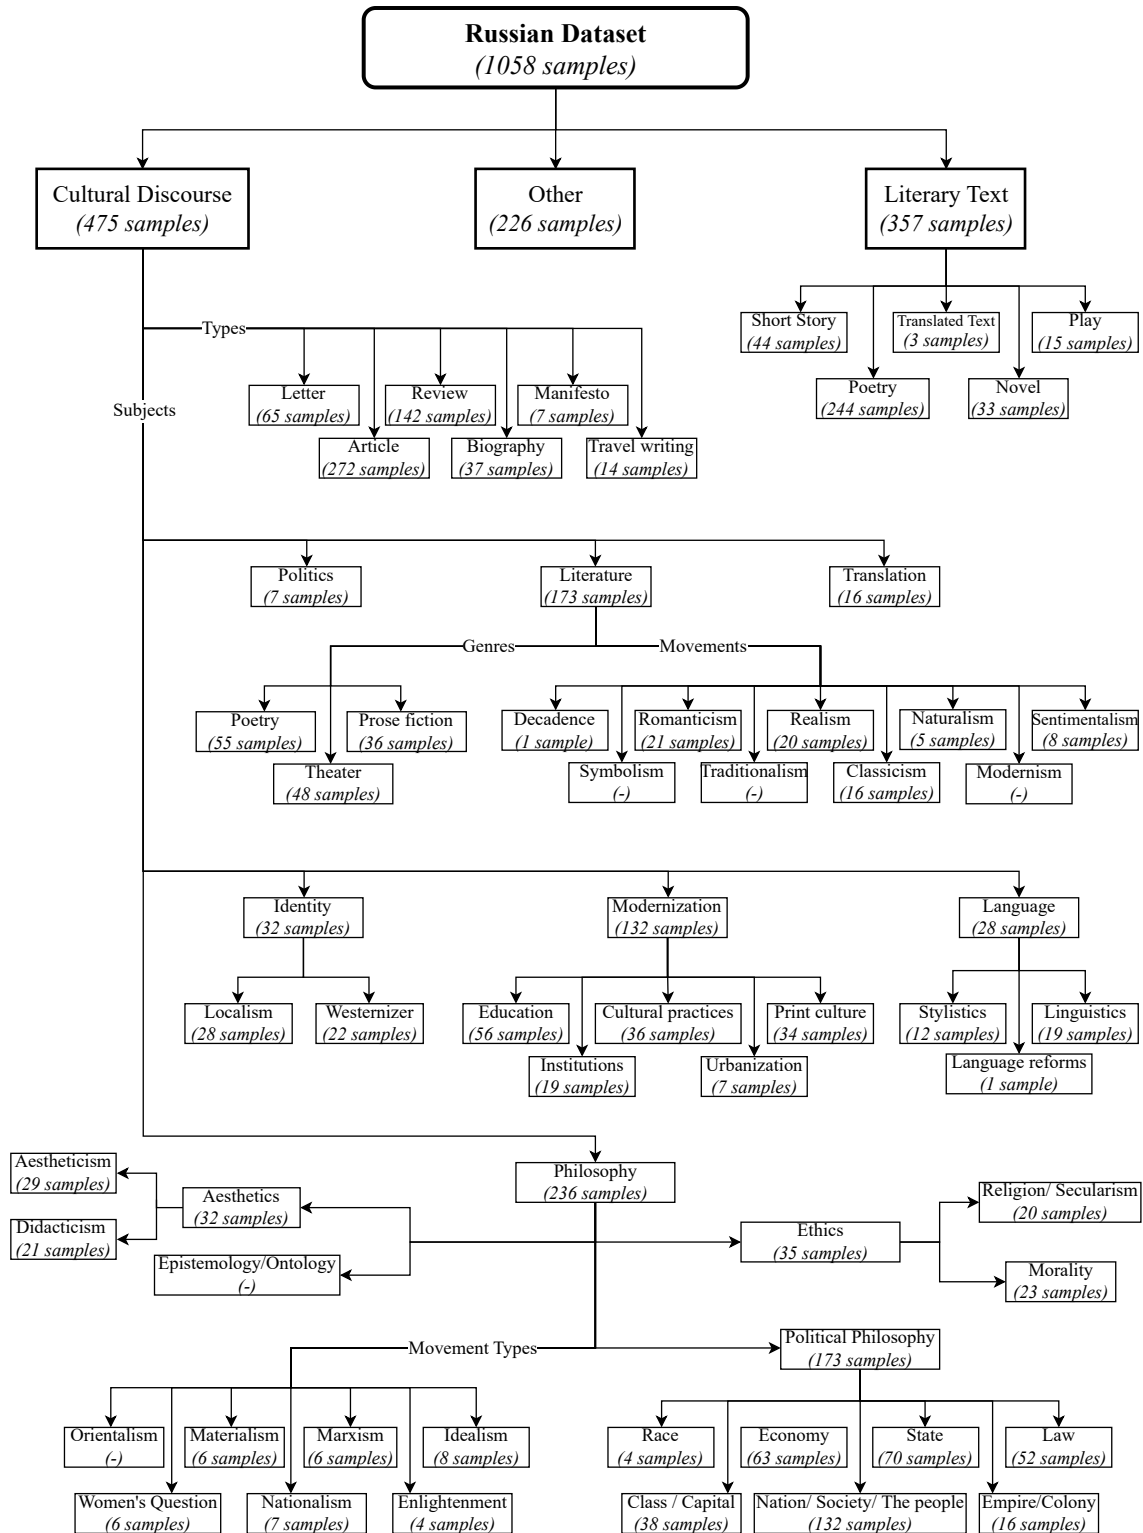 Russian Dataset
(1058 samples)
Cultural Discourse
(475 samples)
Other
(226 samples)
Literary Text
(357 samples)
Short Story
(44 samples)
Translated Text
(3 samples)
Play
(15 samples)
Poetry
(244 samples)
Novel
(33 samples)
Types
Letter
(65 samples)
Review
(142 samples)
Manifesto
(7 samples)
Subjects
Article
(272 samples)
Biography
(37 samples)
Travel writing
(14 samples)
Politics
(7 samples)
Literature
(173 samples)
Translation
(16 samples)
Genres
Movements
Poetry
(55 samples)
Prose fiction
(36 samples)
Theater
(48 samples)
Decadence
(1 sample)
Romanticism
(21 samples)
Realism
(20 samples)
Naturalism
(5 samples)
Sentimentalism
(8 samples)
Symbolism
(-)
Traditionalism
(-)
Classicism
(16 samples)
Modernism
(-)
Identity
(32 samples)
Modernization
(132 samples)
Language
(28 samples)
Localism
(28 samples)
Westernizer
(22 samples)
Education
(56 samples)
Cultural practices
(36 samples)
Print culture
(34 samples)
Institutions
(19 samples)
Urbanization
(7 samples)
Stylistics
(12 samples)
Linguistics
(19 samples)
Language reforms
(1 sample)
Philosophy
(236 samples)
Aestheticism
(29 samples)
Aesthetics
(32 samples)
Didacticism
(21 samples)
Epistemology/Ontology
(-)
Ethics
(35 samples)
Religion/ Secularism
(20 samples)
Morality
(23 samples)
Movement Types
Political Philosophy
(173 samples)
Orientalism
(-)
Materialism
(6 samples)
Marxism
(6 samples)
Idealism
(8 samples)
Women's Question
(6 samples)
Nationalism
(7 samples)
Enlightenment
(4 samples)
Race
(4 samples)
Economy
(63 samples)
State
(70 samples)
Law
(52 samples)
Class / Capital
(38 samples)
Nation/ Society/ The people
(132 samples)
Empire/Colony
(16 samples)